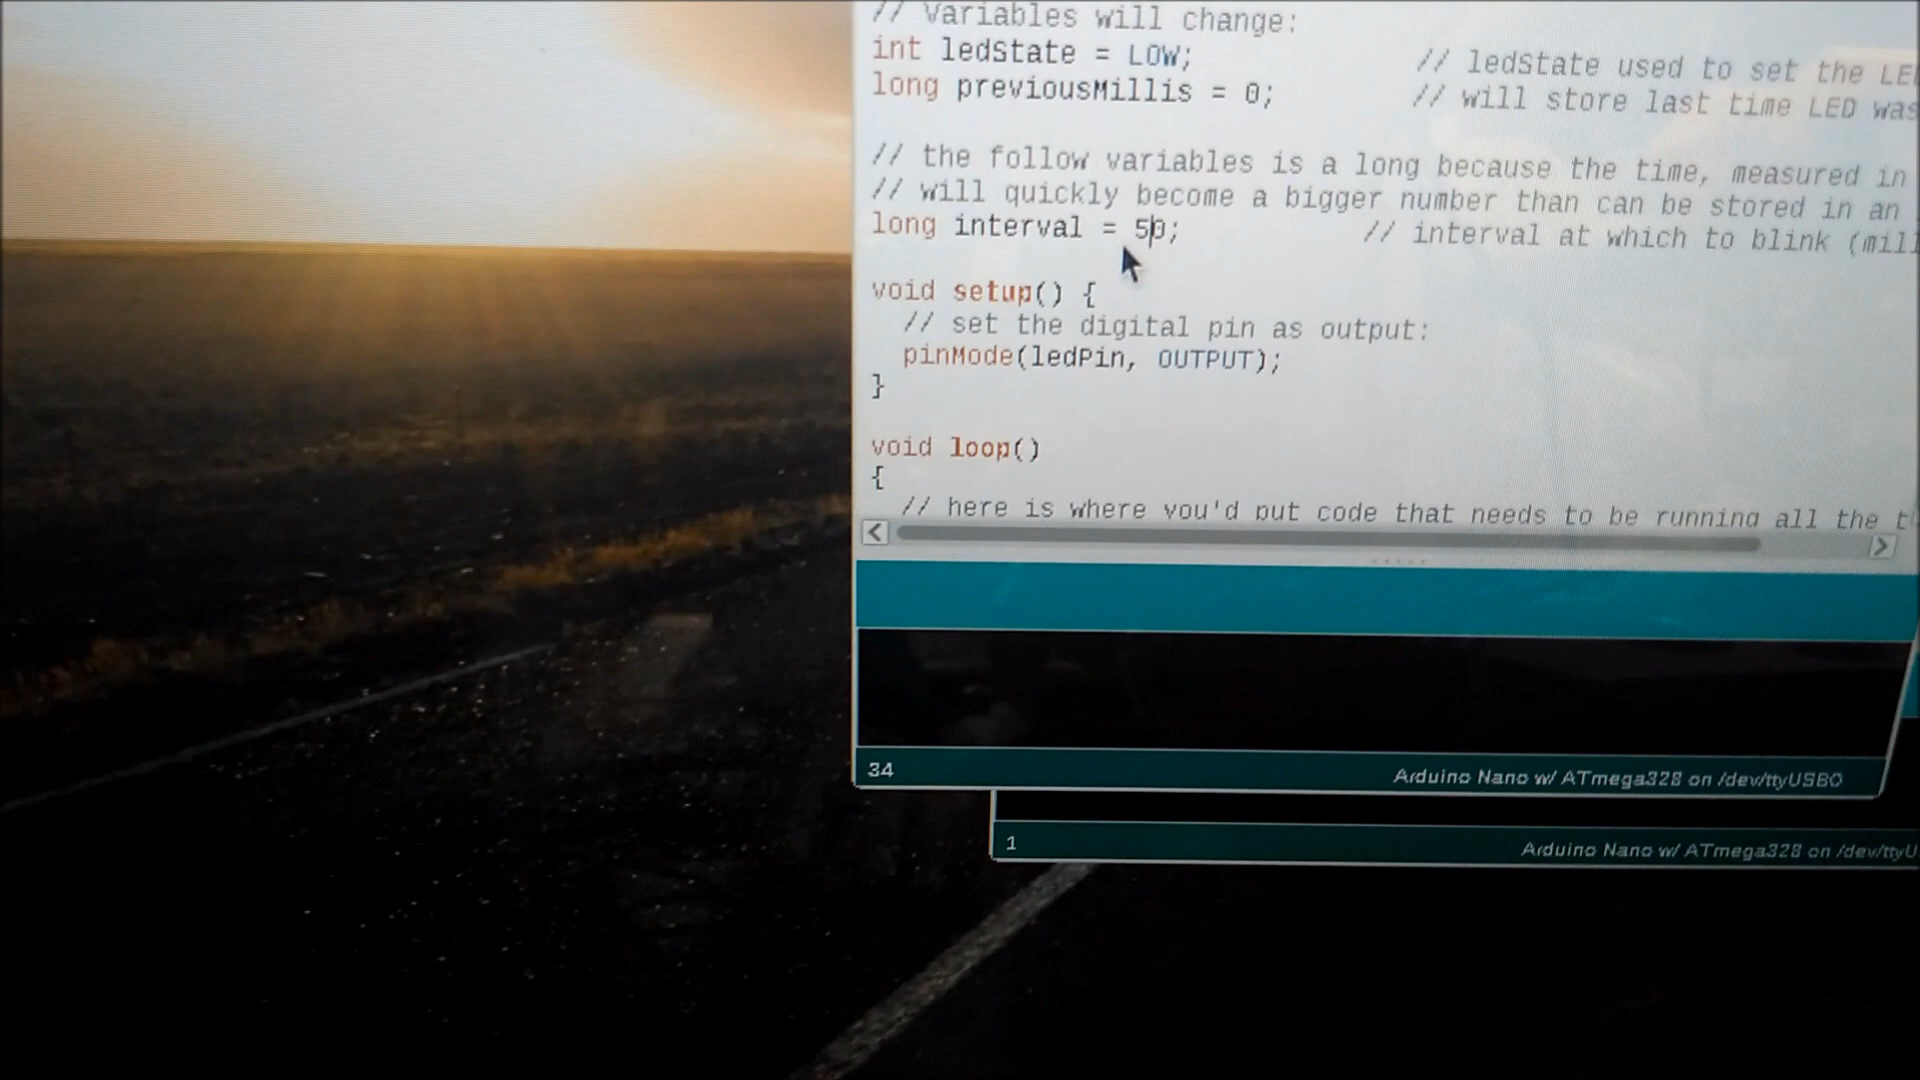 // Variables will change:
int ledState = LOW; // ledState used to set the LE
long previousMillis = 0; // will store last time LED was
// the follow variables is a long because the time, measured in
// will quickly become a bigger number than can be stored in an
long interval = 50; // interval at which to blink (mill
void setup() {
// set the digital pin as output:
pinMode(ledPin, OUTPUT);
}
void loop()
{
// here is where you'd put code that needs to be running all the t
34 Arduino Nano w/ ATmega328 on /dev/ttyUSB0
1 Arduino Nano w/ ATmega328 on /dev/ttyU